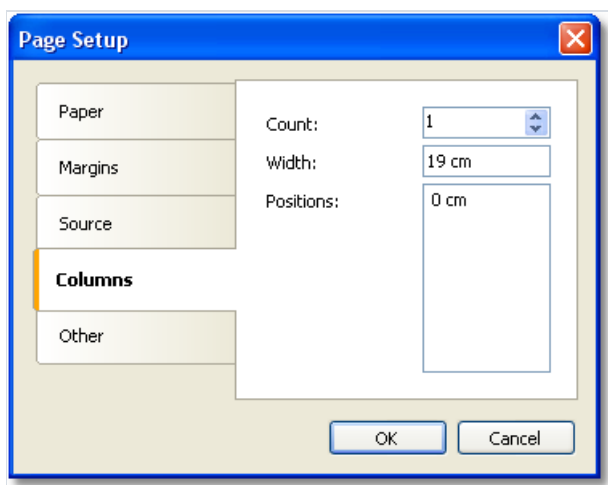 Page Setup
Paper
Margins
Source
Columns
Other
Count: 1
Width: 19 cm
Positions: 0 cm
OK Cancel